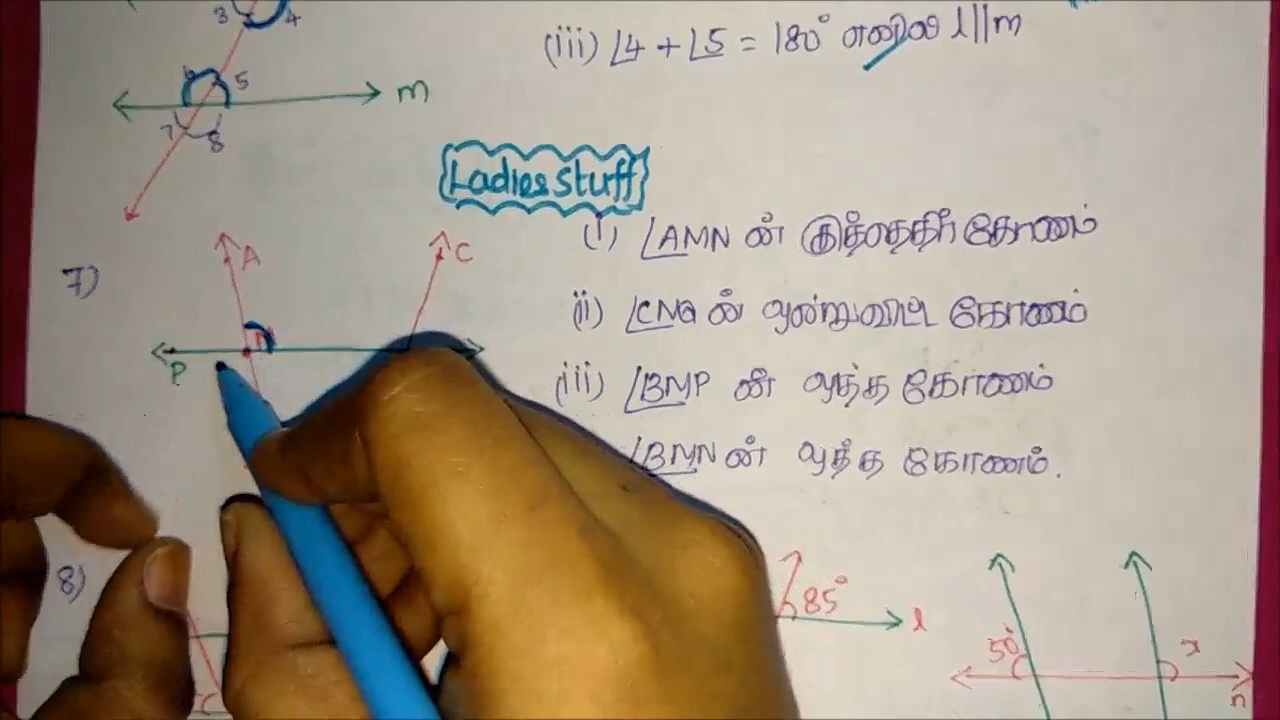 3 4
(iii) ∠4 + ∠5 = 180° எனில் l||m
5
m
7 8
Ladies Stuff
7)
A
C
P
(i) ∠AMN ன் குத்தெதிர் கோணம்
(ii) ∠CNQ ன் ஒன்றுவிட்ட கோணம்
(iii) ∠BMP ன் ஒத்த கோணம்
∠BMN ன் ஒத்த கோணம்.
8)
85°
l
50°
x
n